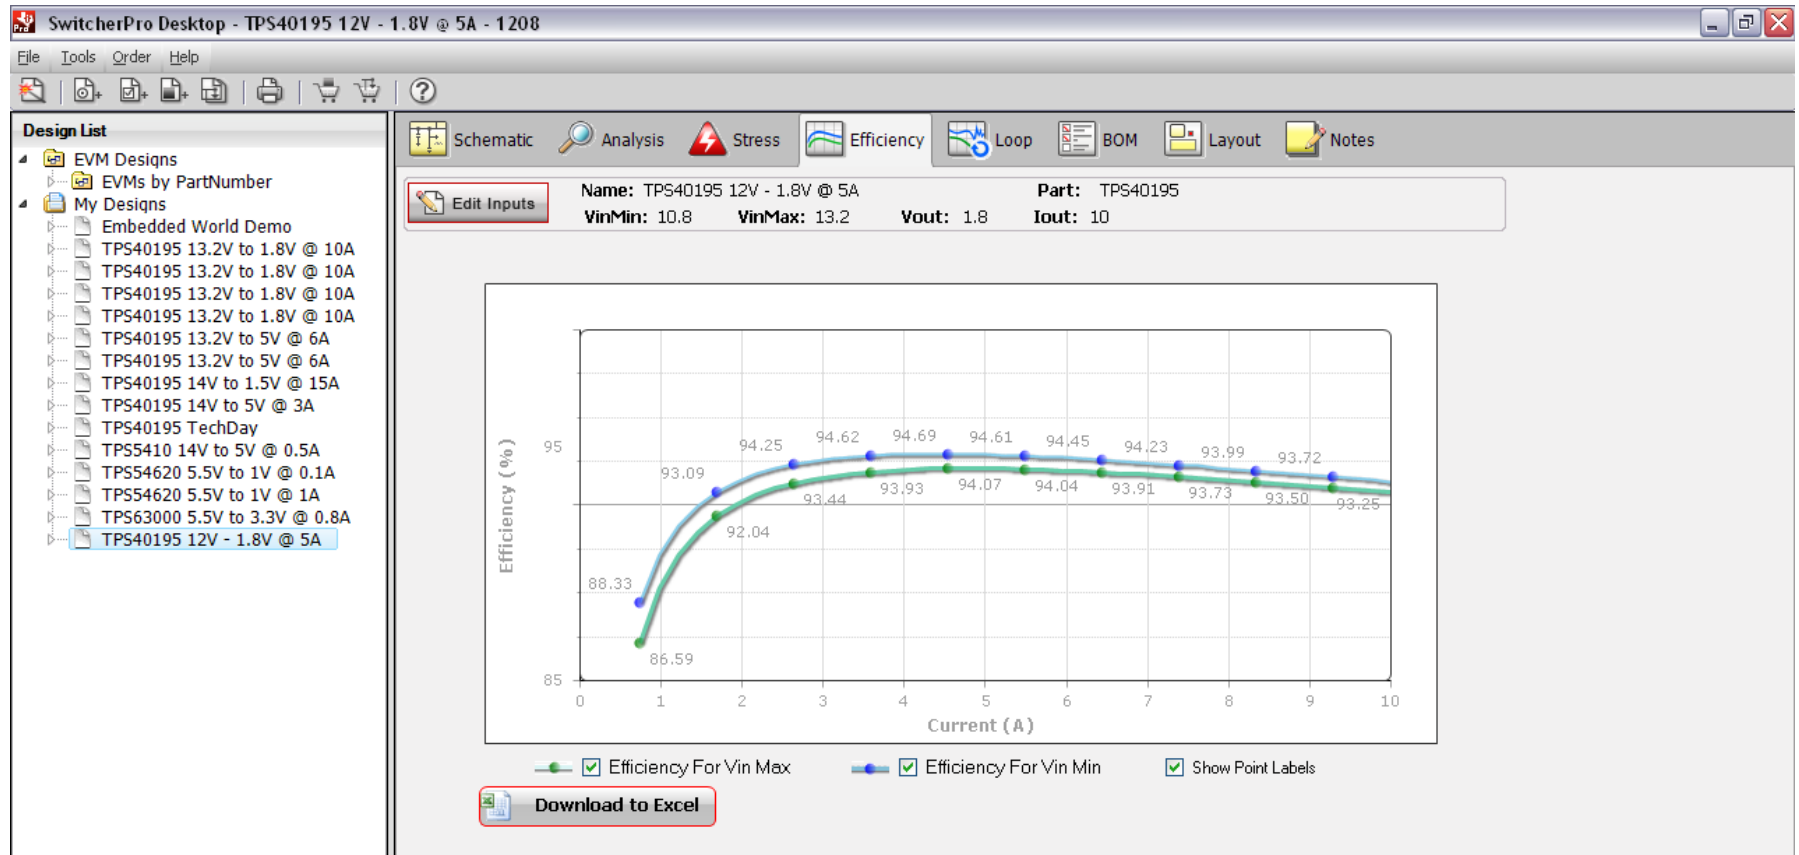 SwitcherPro Desktop - TPS40195 12V - 1.8V @ 5A - 1208
File Tools Order Help
Design List
EVM Designs
EVMs by PartNumber
My Designs
Embedded World Demo
TPS40195 13.2V to 1.8V @ 10A
TPS40195 13.2V to 1.8V @ 10A
TPS40195 13.2V to 1.8V @ 10A
TPS40195 13.2V to 1.8V @ 10A
TPS40195 13.2V to 5V @ 6A
TPS40195 13.2V to 5V @ 6A
TPS40195 14V to 1.5V @ 15A
TPS40195 14V to 5V @ 3A
TPS40195 TechDay
TPS5410 14V to 5V @ 0.5A
TPS54620 5.5V to 1V @ 0.1A
TPS54620 5.5V to 1V @ 1A
TPS63000 5.5V to 3.3V @ 0.8A
TPS40195 12V - 1.8V @ 5A
Schematic Analysis Stress Efficiency Loop BOM Layout Notes
Edit Inputs
Name: TPS40195 12V - 1.8V @ 5A Part: TPS40195
VinMin: 10.8 VinMax: 13.2 Vout: 1.8 Iout: 10
Efficiency (%)
95
85
88.33 93.09 94.25 94.62 94.69 94.61 94.45 94.23 93.99 93.72
86.59 92.04 93.44 93.93 94.07 94.04 93.91 93.73 93.50 93.25
0 1 2 3 4 5 6 7 8 9 10
Current (A)
Efficiency For Vin Max Efficiency For Vin Min Show Point Labels
Download to Excel